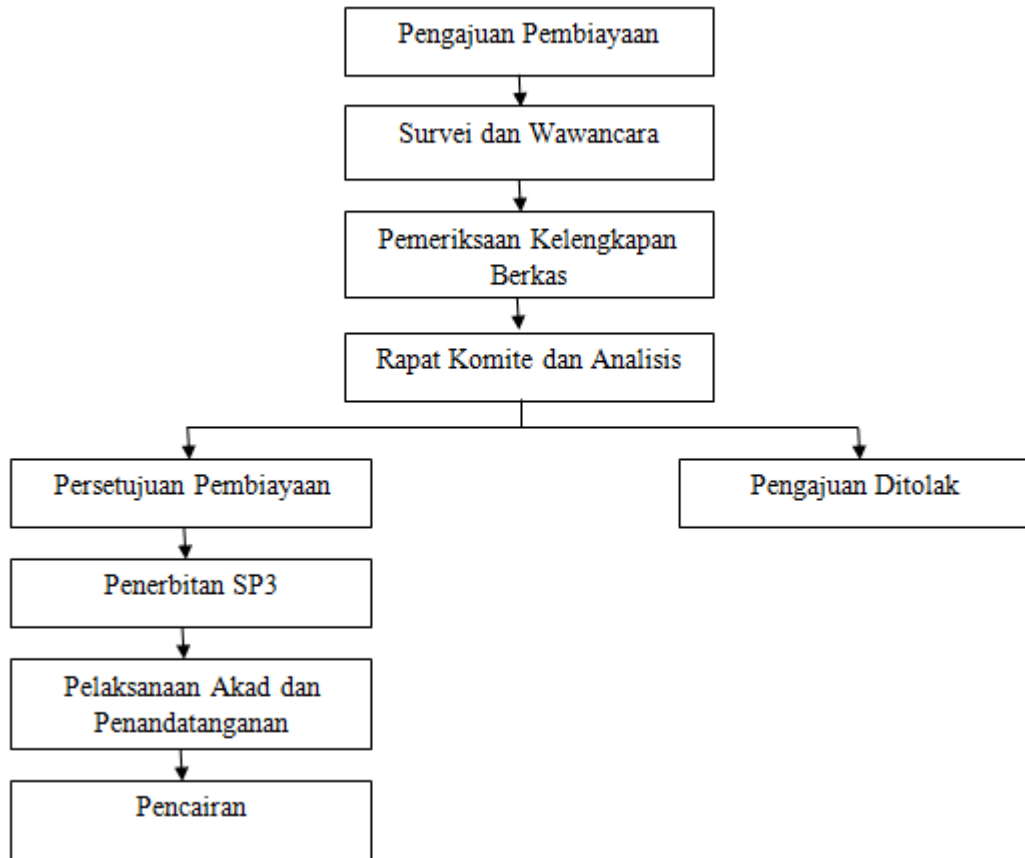 Pengajuan Pembiayaan
Survei dan Wawancara
Pemeriksaan Kelengkapan
Berkas
Rapat Komite dan Analisis
Persetujuan Pembiayaan
Pengajuan Ditolak
Penerbitan SP3
Pelaksanaan Akad dan
Penandatanganan
Pencairan